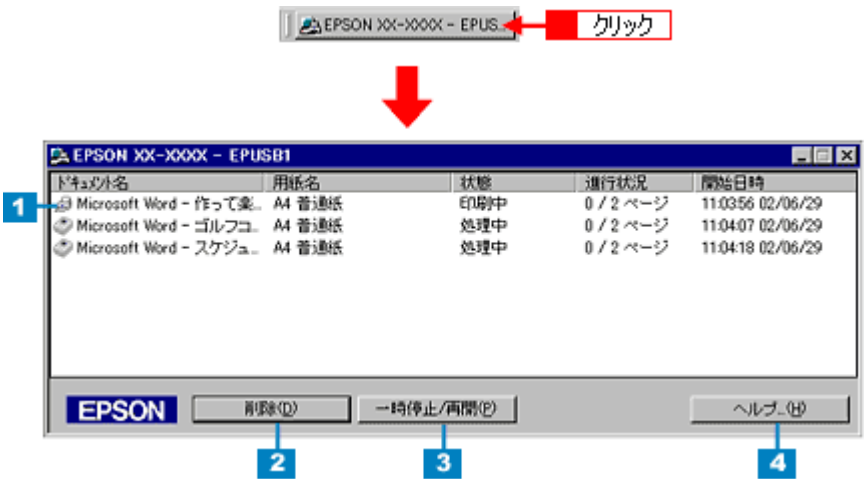 EPSON XX-XXXX - EPUS...
クリック
EPSON XX-XXXX - EPUSB1
ドキュメント名 用紙名 状態 進行状況 開始日時
1
Microsoft Word - 作って楽... A4 普通紙 印刷中 0 / 2 ページ 11:03:56 02/06/29
Microsoft Word - ゴルフコ... A4 普通紙 処理中 0 / 2 ページ 11:04:07 02/06/29
Microsoft Word - スケジュ... A4 普通紙 処理中 0 / 2 ページ 11:04:18 02/06/29
EPSON 削除(D) 一時停止/再開(P) ヘルプ...(H)
2 3 4